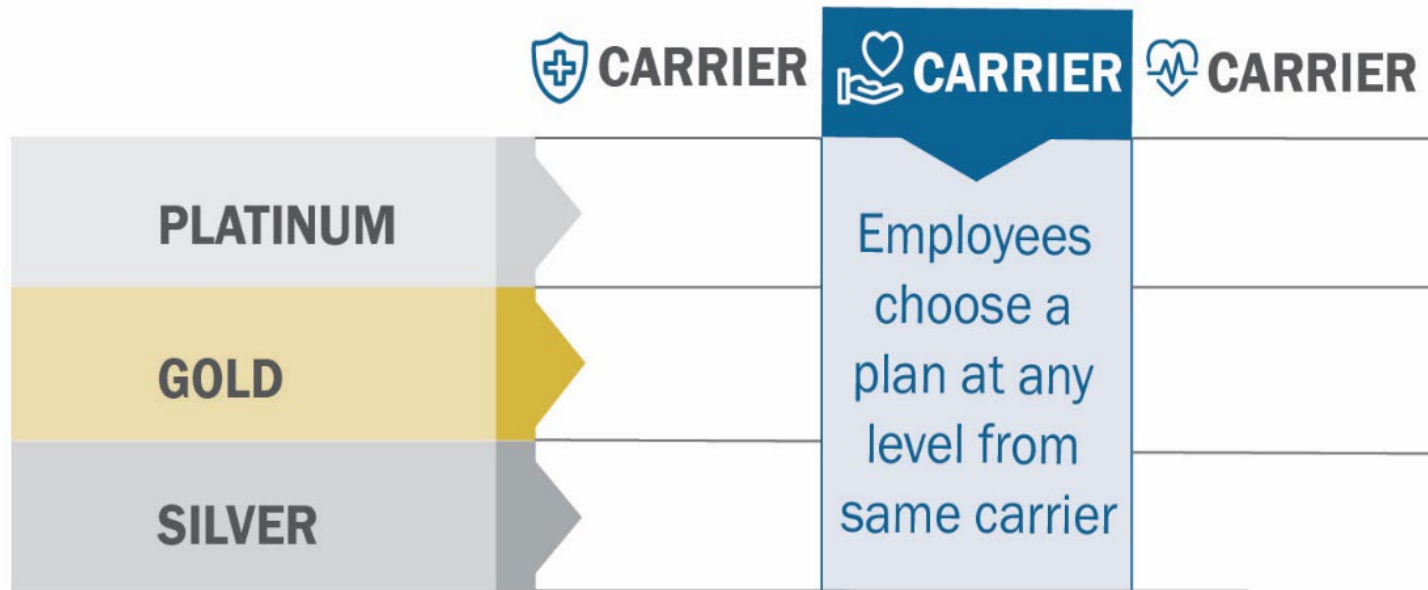 CARRIER CARRIER CARRIER
PLATINUM
GOLD
SILVER
Employees
choose a
plan at any
level from
same carrier